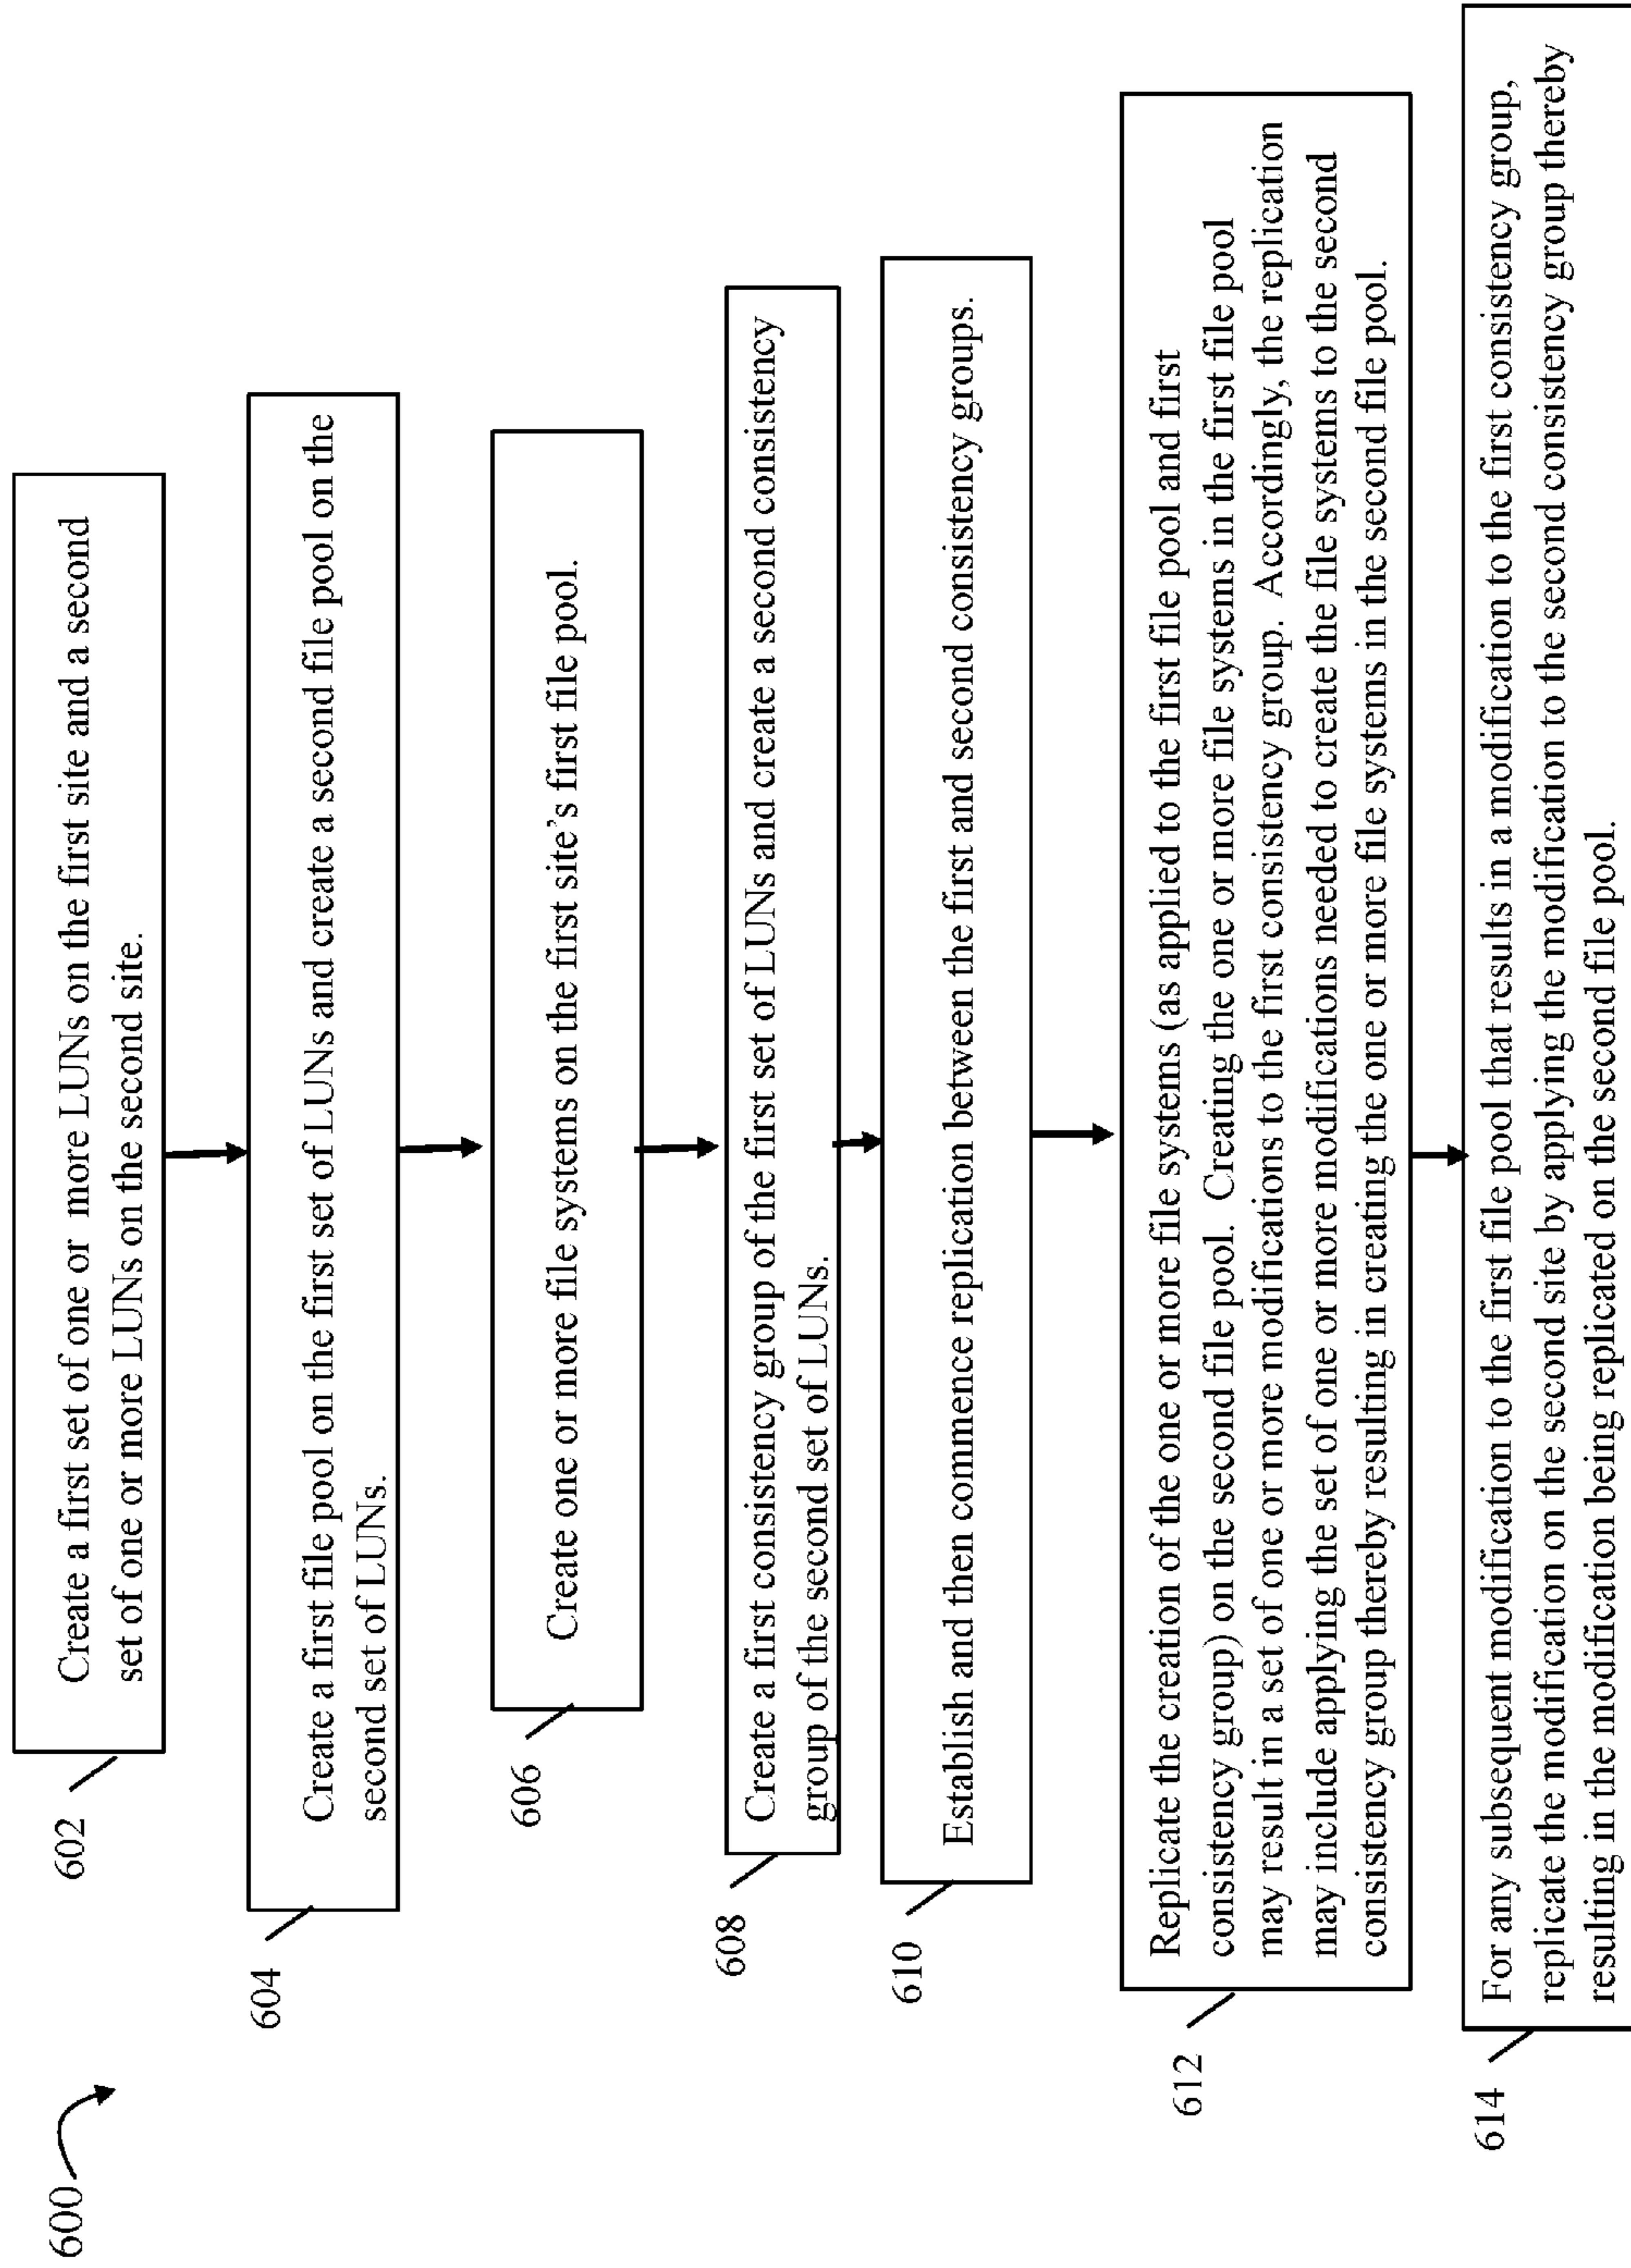 600
602
Create a first set of one or more LUNs on the first site and a second
set of one or more LUNs on the second site.
604
Create a first file pool on the first set of LUNs and create a second file pool on the
second set of LUNs.
606
Create one or more file systems on the first site's first file pool.
608
Create a first consistency group of the first set of LUNs and create a second consistency
group of the second set of LUNs.
610
Establish and then commence replication between the first and second consistency groups.
612
Replicate the creation of the one or more file systems (as applied to the first file pool and first
consistency group) on the second file pool. Creating the one or more file systems in the first file pool
may result in a set of one or more modifications to the first consistency group. Accordingly, the replication
may include applying the set of one or more modifications needed to create the file systems to the second
consistency group thereby resulting in creating the one or more file systems in the second file pool.
614
For any subsequent modification to the first file pool that results in a modification to the first consistency group,
replicate the modification on the second site by applying the modification to the second consistency group thereby
resulting in the modification being replicated on the second file pool.